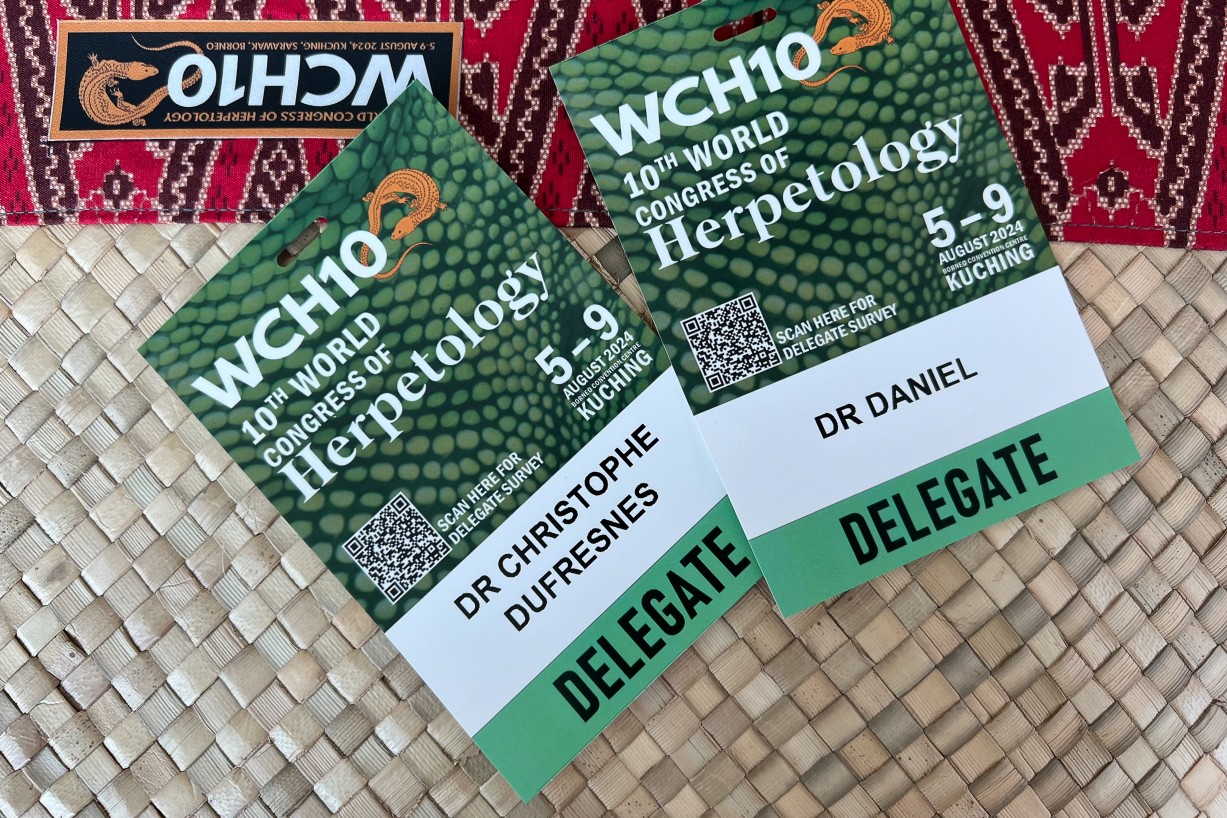 5-9 AUGUST 2024, KUCHING, SARAWAK, BORNEO
WCH10
LD CONGRESS OF HERPETOLOGY
WCH10
10TH WORLD
CONGRESS OF
Herpetology
5–9
AUGUST 2024
BORNEO CONVENTION CENTRE
KUCHING
SCAN HERE FOR
DELEGATE SURVEY
DR CHRISTOPHE
DUFRESNES
DELEGATE
WCH10
10TH WORLD
CONGRESS OF
Herpetology
5–9
AUGUST 2024
BORNEO CONVENTION CENTRE
KUCHING
SCAN HERE FOR
DELEGATE SURVEY
DR DANIEL
DELEGATE